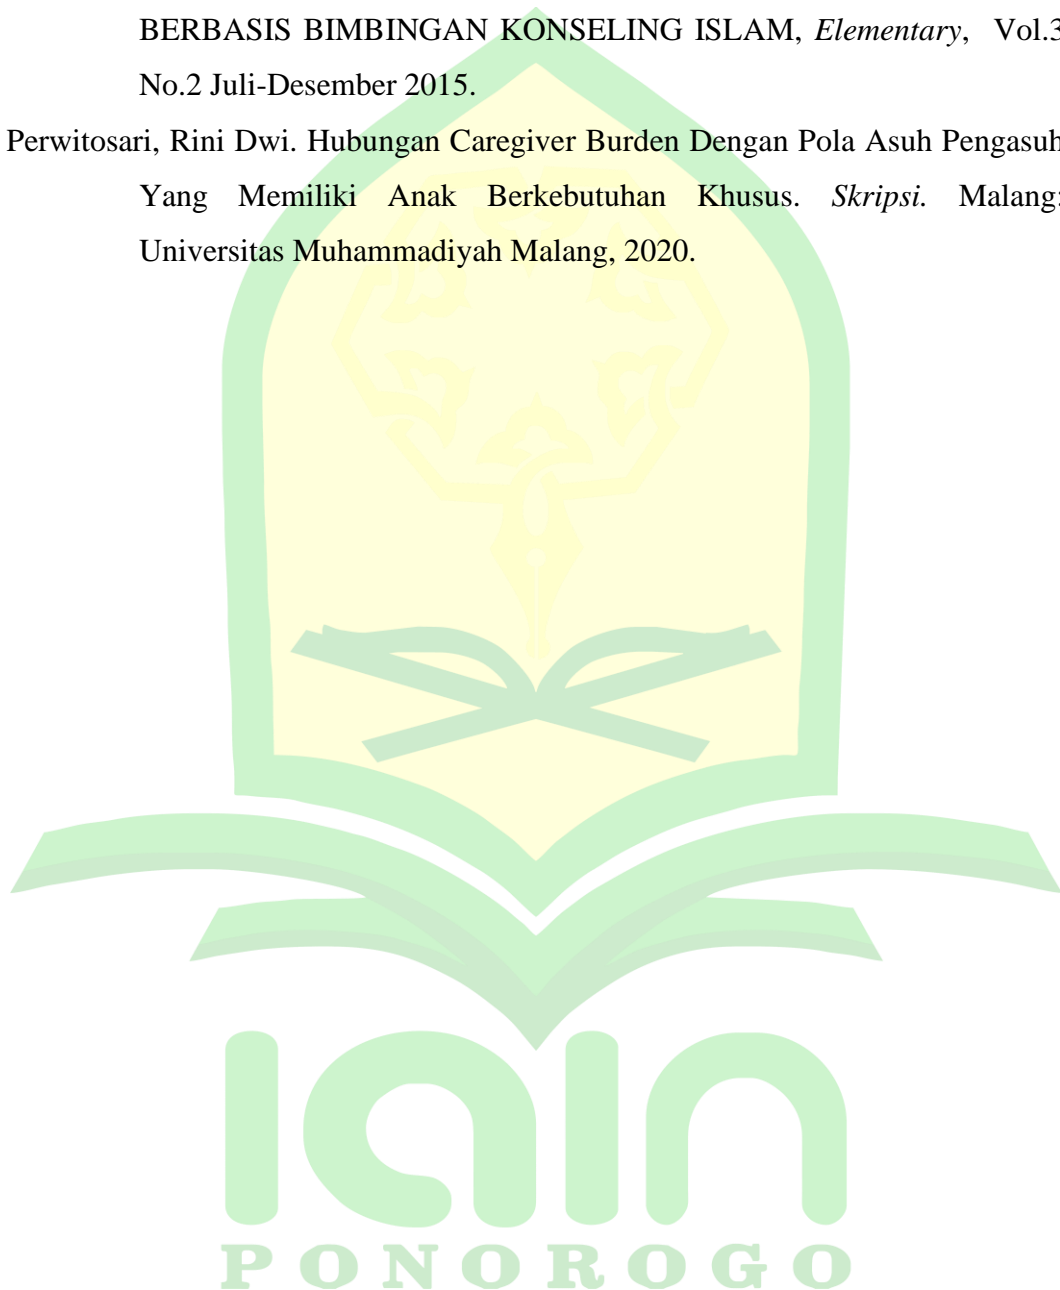 BERBASIS BIMBINGAN KONSELING ISLAM, Elementary, Vol.3
No.2 Juli-Desember 2015.
Perwitosari, Rini Dwi. Hubungan Caregiver Burden Dengan Pola Asuh Pengasuh
Yang Memiliki Anak Berkebutuhan Khusus. Skripsi. Malang:
Universitas Muhammadiyah Malang, 2020.
iain
PONOROGO